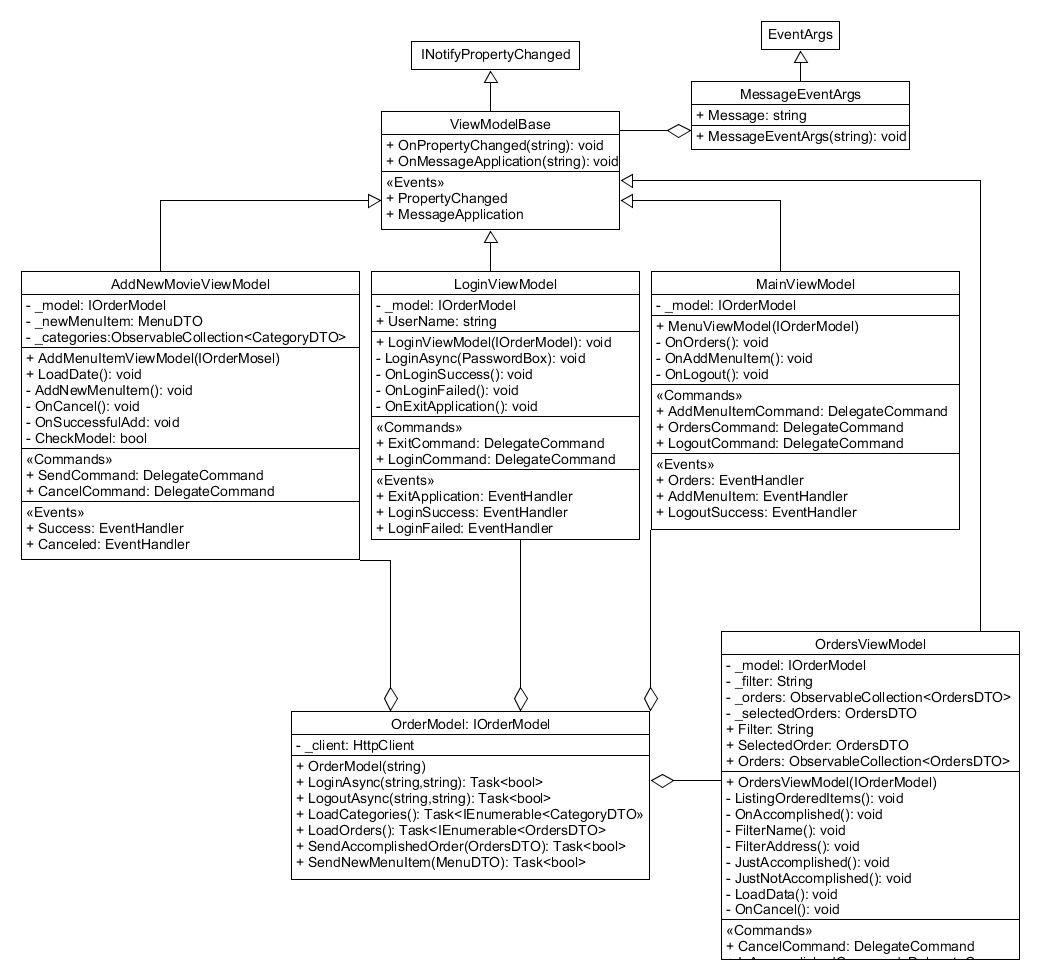 EventArgs
INotifyPropertyChanged
MessageEventArgs
+ Message: string
+ MessageEventArgs(string): void
ViewModelBase
+ OnPropertyChanged(string): void
+ OnMessageApplication(string): void
«Events»
+ PropertyChanged
+ MessageApplication
AddNewMovieViewModel
- _model: IOrderModel
- _newMenuItem: MenuDTO
- _categories:ObservableCollection<CategoryDTO>
+ AddMenuItemViewModel(IOrderMosel)
+ LoadDate(): void
- AddNewMenuItem(): void
- OnCancel(): void
- OnSuccessfulAdd: void
- CheckModel: bool
«Commands»
+ SendCommand: DelegateCommand
+ CancelCommand: DelegateCommand
«Events»
+ Success: EventHandler
+ Canceled: EventHandler
LoginViewModel
- _model: IOrderModel
+ UserName: string
+ LoginViewModel(IOrderModel): void
- LoginAsync(PasswordBox): void
- OnLoginSuccess(): void
- OnLoginFailed(): void
- OnExitApplication(): void
«Commands»
+ ExitCommand: DelegateCommand
+ LoginCommand: DelegateCommand
«Events»
+ ExitApplication: EventHandler
+ LoginSuccess: EventHandler
+ LoginFailed: EventHandler
MainViewModel
- _model: IOrderModel
+ MenuViewModel(IOrderModel)
- OnOrders(): void
- OnAddMenuItem(): void
- OnLogout(): void
«Commands»
+ AddMenuItemCommand: DelegateCommand
+ OrdersCommand: DelegateCommand
+ LogoutCommand: DelegateCommand
«Events»
+ Orders: EventHandler
+ AddMenuItem: EventHandler
+ LogoutSuccess: EventHandler
OrderModel: IOrderModel
- _client: HttpClient
+ OrderModel(string)
+ LoginAsync(string,string): Task<bool>
+ LogoutAsync(string,string): Task<bool>
+ LoadCategories(): Task<IEnumerable<CategoryDTO»
+ LoadOrders(): Task<IEnumerable<OrdersDTO>
+ SendAccomplishedOrder(OrdersDTO): Task<bool>
+ SendNewMenuItem(MenuDTO): Task<bool>
OrdersViewModel
- _model: IOrderModel
- _filter: String
- _orders: ObservableCollection<OrdersDTO>
- _selectedOrders: OrdersDTO
+ Filter: String
+ SelectedOrder: OrdersDTO
+ Orders: ObservableCollection<OrdersDTO>
+ OrdersViewModel(IOrderModel)
- ListingOrderedItems(): void
- OnAccomplished(): void
- FilterName(): void
- FilterAddress(): void
- JustAccomplished(): void
- JustNotAccomplished(): void
- LoadData(): void
- OnCancel(): void
«Commands»
+ CancelCommand: DelegateCommand